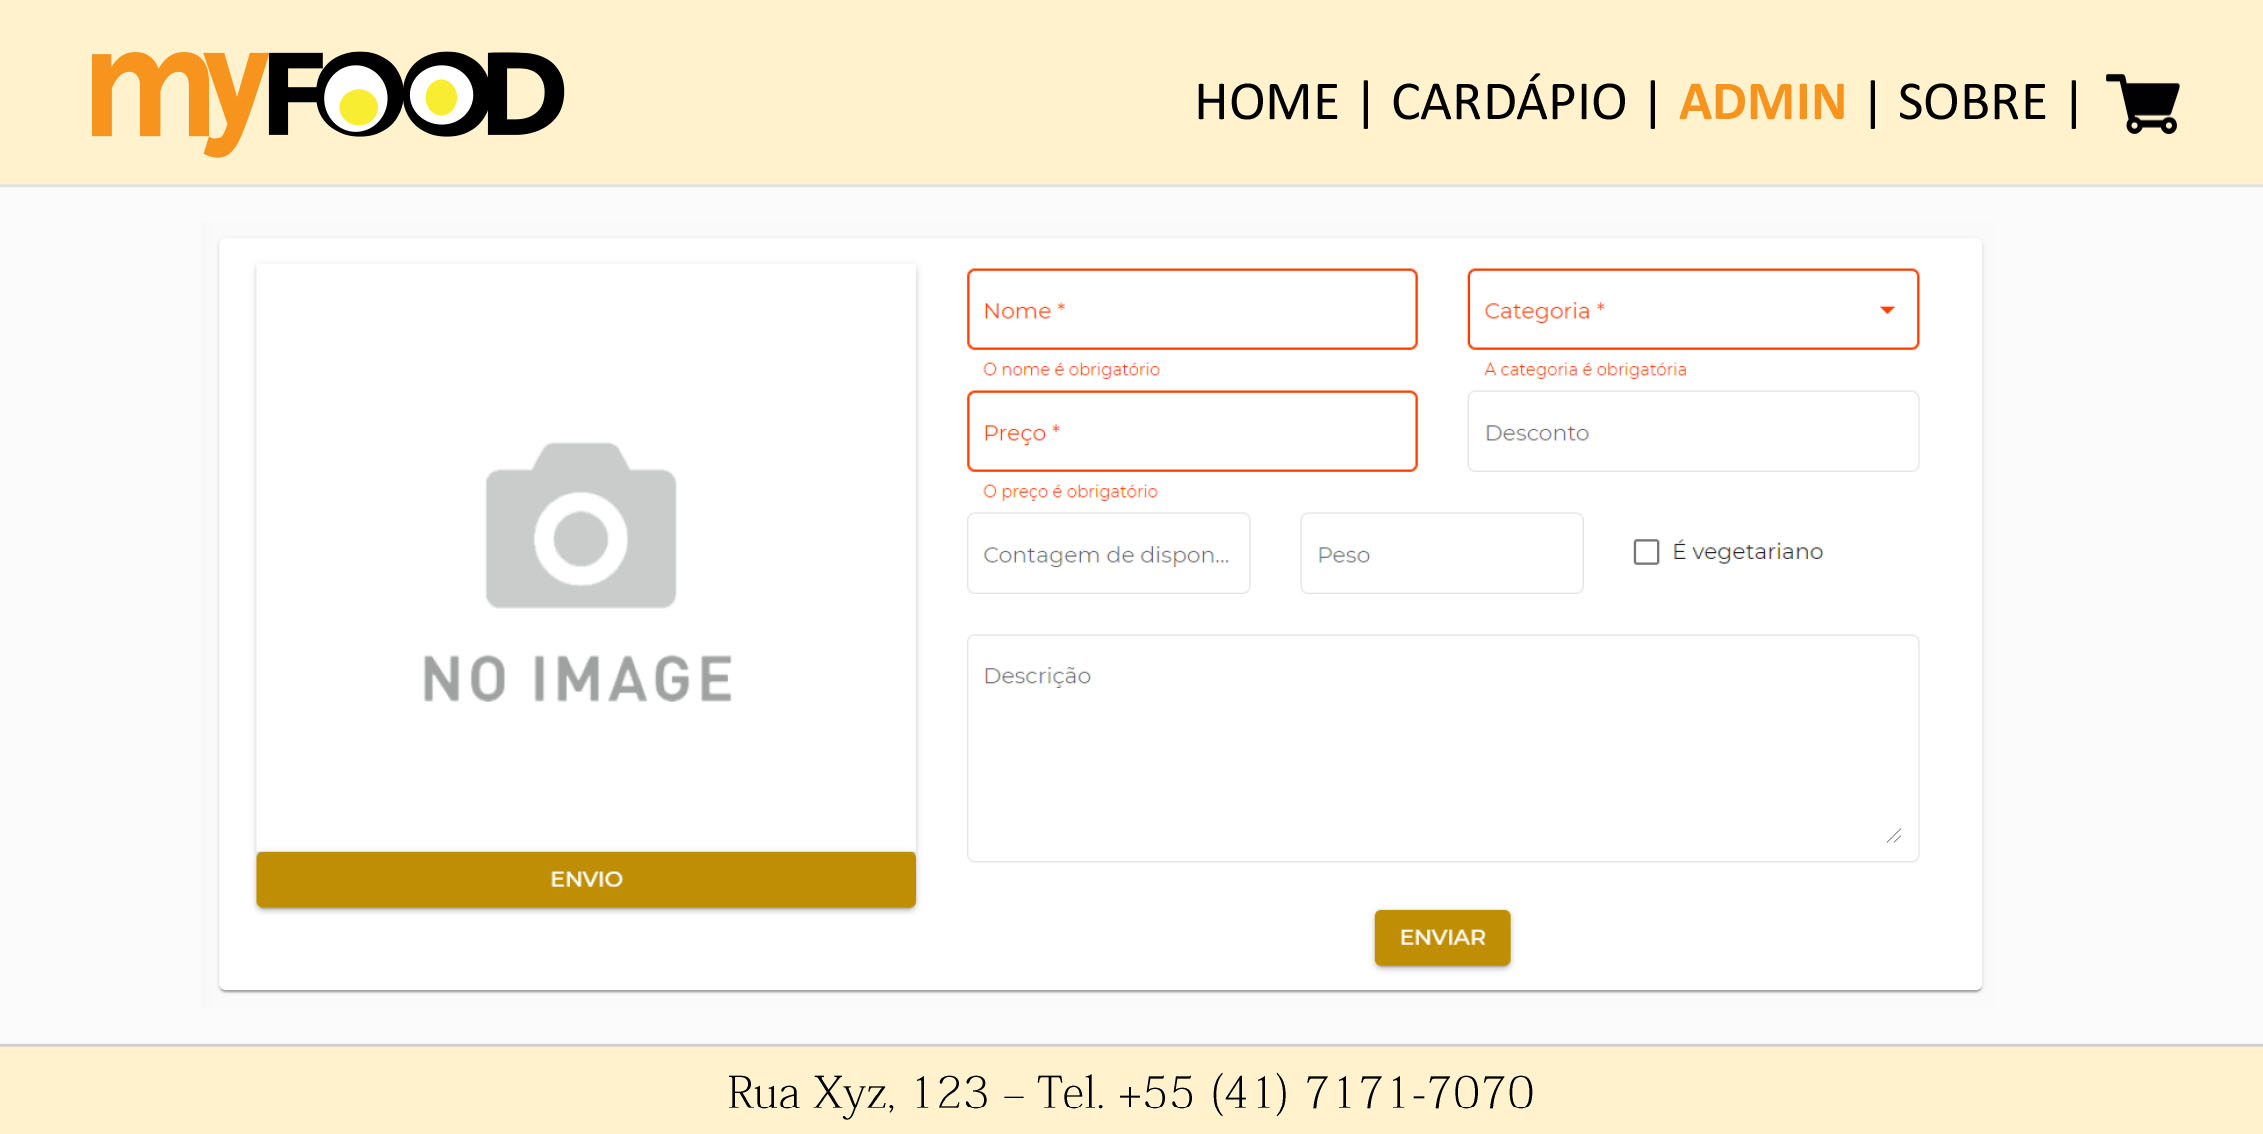 myFOOD
HOME | CARDÁPIO | ADMIN | SOBRE |
NO IMAGE
ENVIO
Nome *
O nome é obrigatório
Categoria *
A categoria é obrigatória
Preço *
O preço é obrigatório
Desconto
Contagem de dispon...
Peso
É vegetariano
Descrição
ENVIAR
Rua Xyz, 123 – Tel. +55 (41) 7171-7070